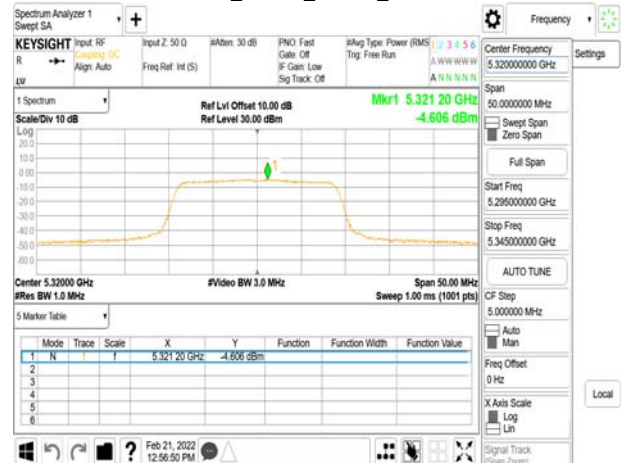 Spectrum Analyzer 1
Swept SA
+
Frequency
KEYSIGHT
Input: RF
Coupling: DC
Align: Auto
Input Z: 50 Ω
Freq Ref: Int (S)
#Atten: 30 dB
PNO: Fast
Gate: Off
IF Gain: Low
Sig Track: Off
#Avg Type: Power (RMS
Trig: Free Run
1 2 3 4 5 6
A W W W W W
A N N N N N
R
LW
Center Frequency
5.320000000 GHz
Settings
Span
50.0000000 MHz
Swept Span
Zero Span
Full Span
Start Freq
5.295000000 GHz
Stop Freq
5.345000000 GHz
AUTO TUNE
CF Step
5.000000 MHz
Auto
Man
Freq Offset
0 Hz
X Axis Scale
Log
Lin
Local
Signal Track
(Span Zoom)
1 Spectrum
Scale/Div 10 dB
Ref Lvl Offset 10.00 dB
Ref Level 30.00 dBm
Mkr1 5.321 20 GHz
-4.606 dBm
Log
20.0
10.0
0.00
-10.0
-20.0
-30.0
-40.0
-50.0
-60.0
1
Center 5.32000 GHz
#Res BW 1.0 MHz
#Video BW 3.0 MHz
Span 50.00 MHz
Sweep 1.00 ms (1001 pts)
5 Marker Table
Mode Trace Scale X Y Function Function Width Function Value
1 N 1 f 5.321 20 GHz -4.606 dBm
2
3
4
5
6
?
Feb 21, 2022
12:56:50 PM